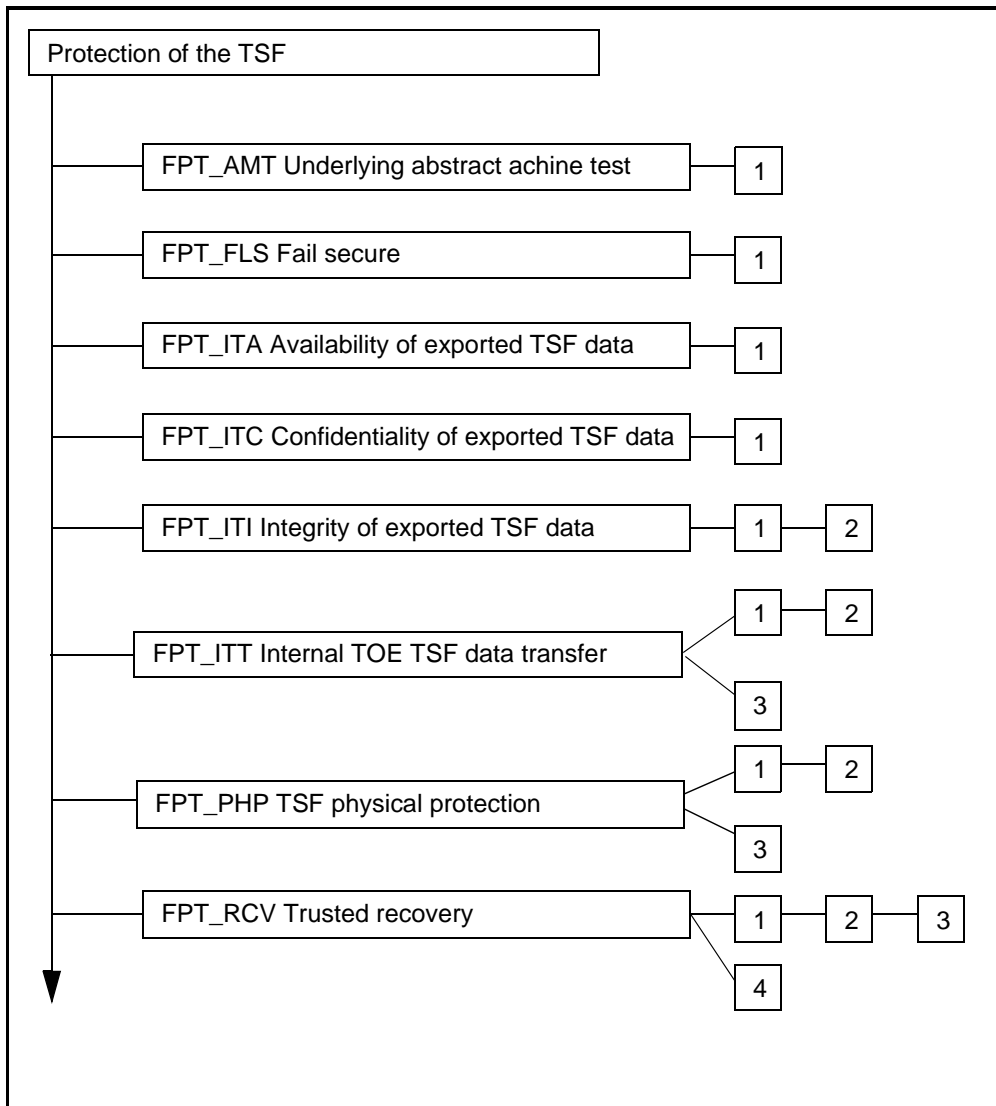 Protection of the TSF
FPT_AMT Underlying abstract achine test
1
FPT_FLS Fail secure
1
FPT_ITA Availability of exported TSF data
1
FPT_ITC Confidentiality of exported TSF data
1
FPT_ITI Integrity of exported TSF data
1
2
FPT_ITT Internal TOE TSF data transfer
1
2
3
FPT_PHP TSF physical protection
1
2
3
FPT_RCV Trusted recovery
1
2
3
4